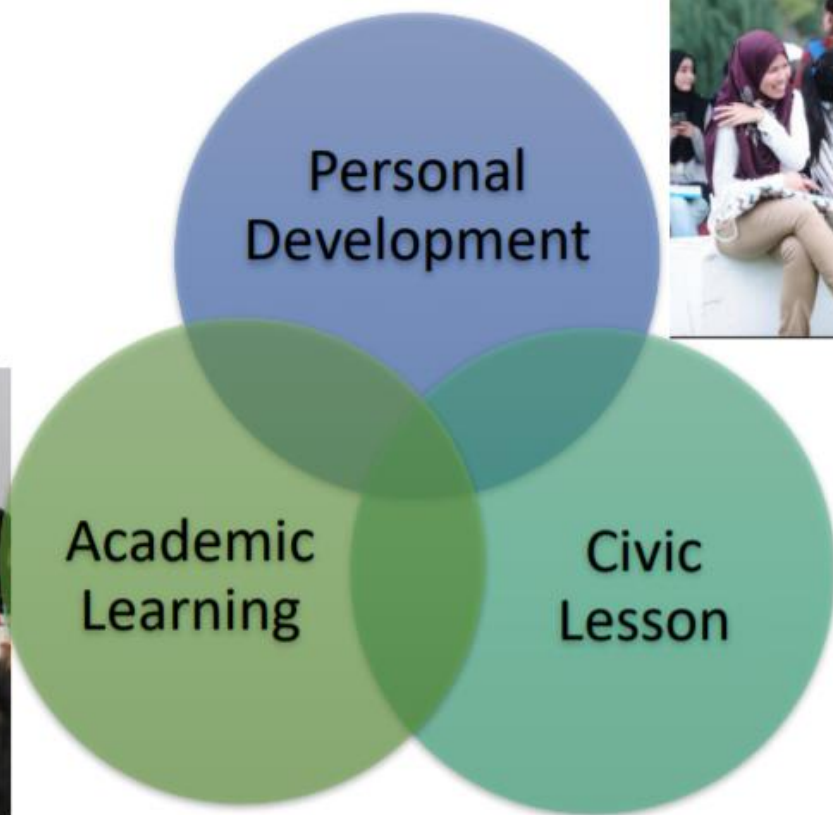 Personal
Development
Academic
Learning
Civic
Lesson